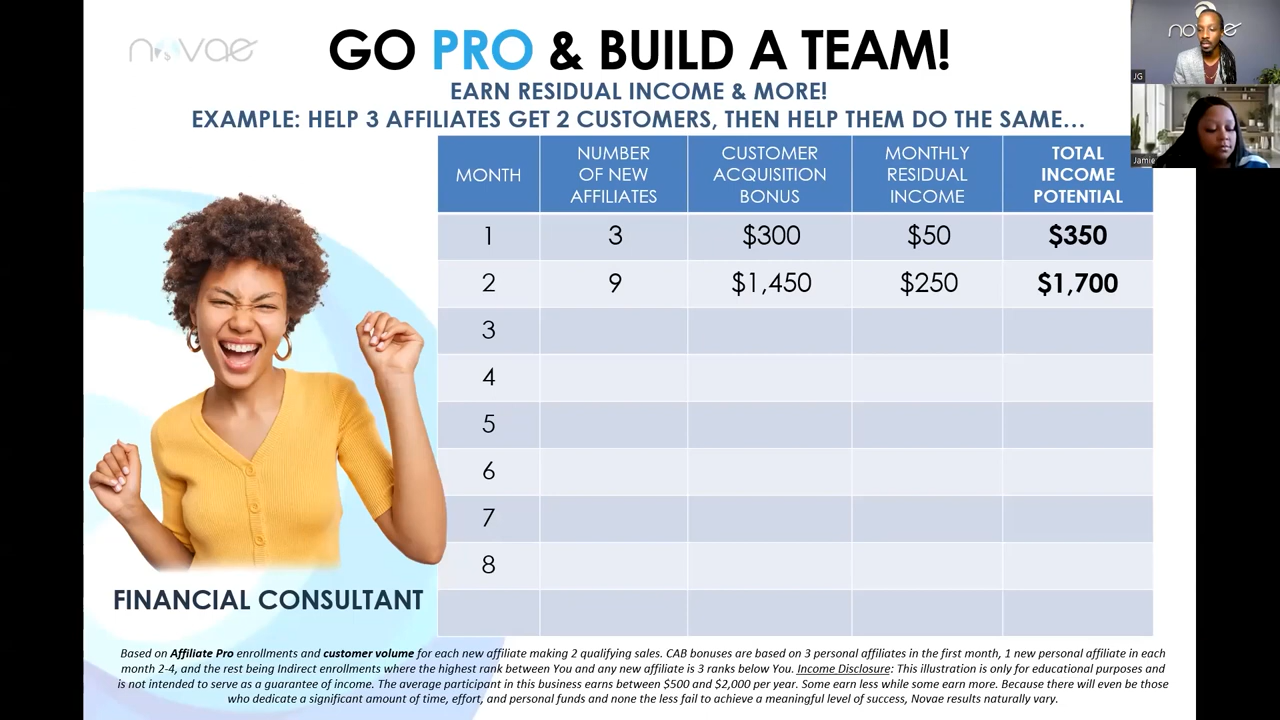 novae
GO PRO & BUILD A TEAM!
EARN RESIDUAL INCOME & MORE!
EXAMPLE: HELP 3 AFFILIATES GET 2 CUSTOMERS, THEN HELP THEM DO THE SAME…
novae
JG
Jamie
MONTH
NUMBER OF NEW AFFILIATES
CUSTOMER ACQUISITION BONUS
MONTHLY RESIDUAL INCOME
TOTAL INCOME POTENTIAL
1 3 $300 $50 $350
2 9 $1,450 $250 $1,700
3
4
5
6
7
8
FINANCIAL CONSULTANT
Based on Affiliate Pro enrollments and customer volume for each new affiliate making 2 qualifying sales. CAB bonuses are based on 3 personal affiliates in the first month, 1 new personal affiliate in each
month 2-4, and the rest being Indirect enrollments where the highest rank between You and any new affiliate is 3 ranks below You. Income Disclosure: This illustration is only for educational purposes and
is not intended to serve as a guarantee of income. The average participant in this business earns between $500 and $2,000 per year. Some earn less while some earn more. Because there will even be those
who dedicate a significant amount of time, effort, and personal funds and none the less fail to achieve a meaningful level of success, Novae results naturally vary.